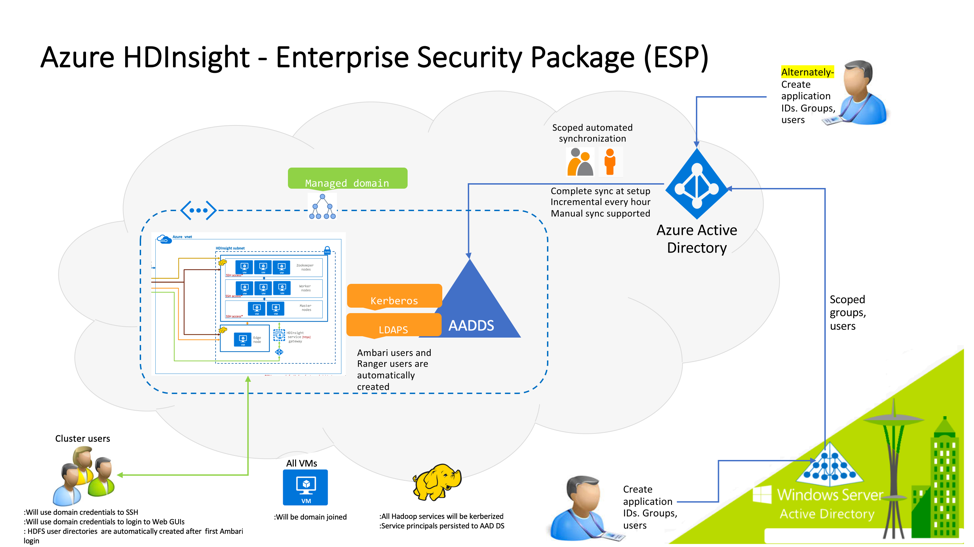 Azure HDInsight - Enterprise Security Package (ESP)
Alternately-
Create
application
IDs. Groups,
users
Scoped automated
synchronization
Managed domain
Complete sync at setup
Incremental every hour
Manual sync supported
Azure Active
Directory
Azure vnet
HDInsight subnet
Kerberos
LDAPS
AADDS
Scoped
groups,
users
Ambari users and
Ranger users are
automatically
created
Cluster users
All VMs
VM
:Will use domain credentials to SSH
:Will use domain credentials to login to Web GUIs
: HDFS user directories are automatically created after first Ambari
login
:Will be domain joined
:All Hadoop services will be kerberized
:Service principals persisted to AAD DS
Create
application
IDs. Groups,
users
Windows Server
Active Directory